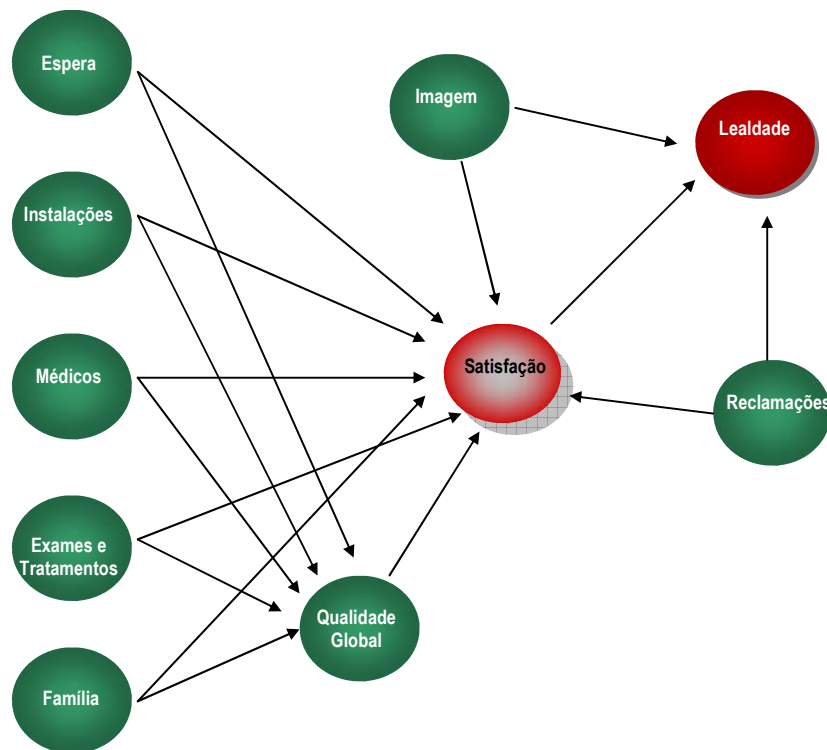 Espera
Imagem
Lealdade
Instalações
Satisfação
Médicos
Reclamações
Exames e
Tratamentos
Qualidade
Global
Família